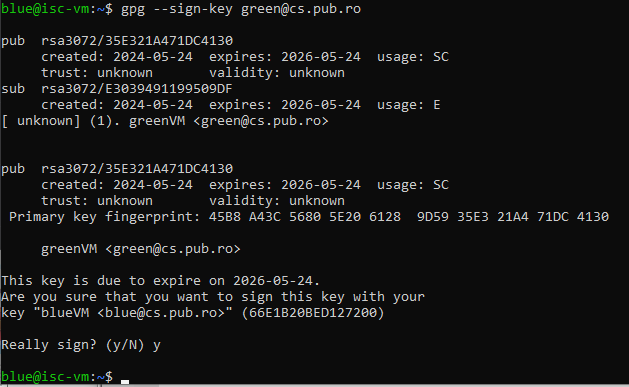 blue@isc-vm:~$ gpg --sign-key green@cs.pub.ro
pub  rsa3072/35E321A471DC4130
     created: 2024-05-24  expires: 2026-05-24  usage: SC
     trust: unknown       validity: unknown
sub  rsa3072/E3039491199509DF
     created: 2024-05-24  expires: 2026-05-24  usage: E
[ unknown] (1). greenVM <green@cs.pub.ro>
pub  rsa3072/35E321A471DC4130
     created: 2024-05-24  expires: 2026-05-24  usage: SC
     trust: unknown       validity: unknown
 Primary key fingerprint: 45B8 A43C 5680 5E20 6128  9D59 35E3 21A4 71DC 4130
     greenVM <green@cs.pub.ro>
This key is due to expire on 2026-05-24.
Are you sure that you want to sign this key with your
key "blueVM <blue@cs.pub.ro>" (66E1B20BED127200)
Really sign? (y/N) y
blue@isc-vm:~$